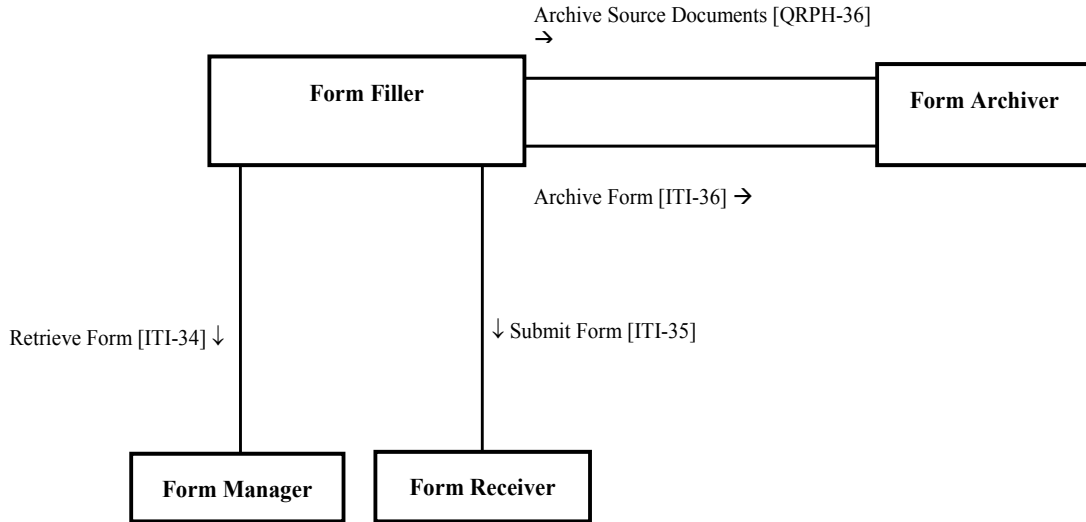 Archive Source Documents [QRPH-36]
→
Form Filler
Form Archiver
Archive Form [ITI-36] →
Retrieve Form [ITI-34] ↓
↓ Submit Form [ITI-35]
Form Manager
Form Receiver